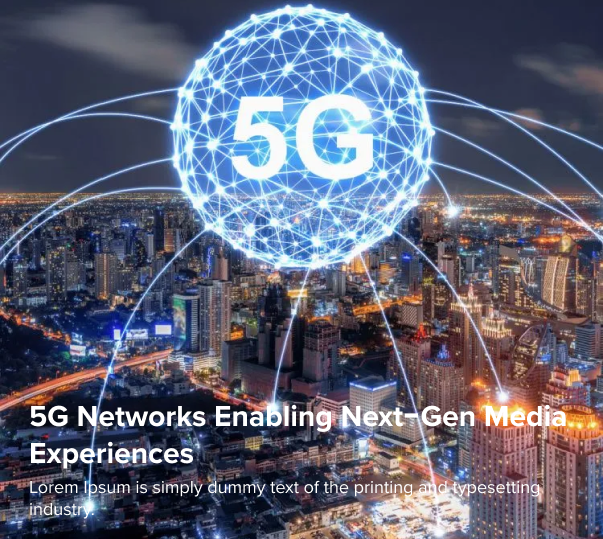 5G
5G Networks Enabling Next-Gen Media
Experiences
Lorem Ipsum is simply dummy text of the printing and typesetting
industry.